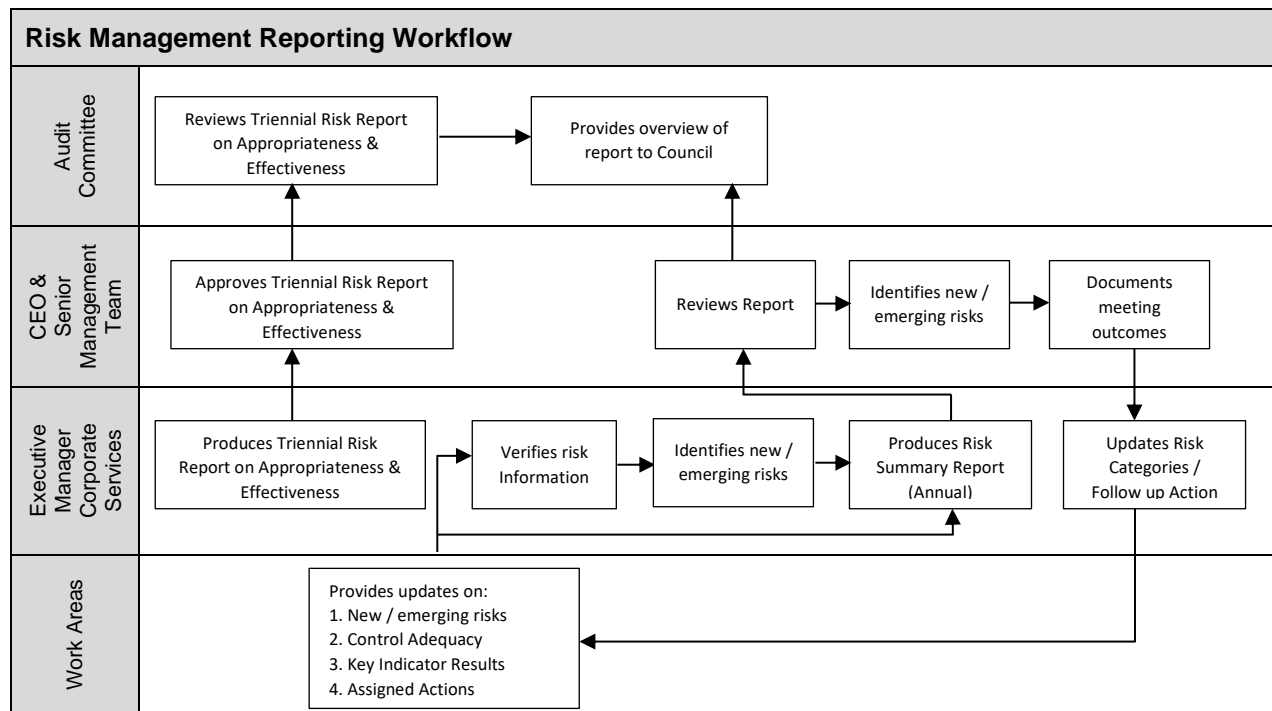 Risk Management Reporting Workflow
Audit
Committee
Reviews Triennial Risk Report
on Appropriateness &
Effectiveness
Provides overview of
report to Council
CEO &
Senior
Management
Team
Approves Triennial Risk Report
on Appropriateness &
Effectiveness
Reviews Report
Identifies new /
emerging risks
Documents
meeting
outcomes
Executive
Manager
Corporate
Services
Produces Triennial Risk
Report on Appropriateness &
Effectiveness
Verifies risk
Information
Identifies new /
emerging risks
Produces Risk
Summary Report
(Annual)
Updates Risk
Categories /
Follow up Action
Work Areas
Provides updates on:
1. New / emerging risks
2. Control Adequacy
3. Key Indicator Results
4. Assigned Actions